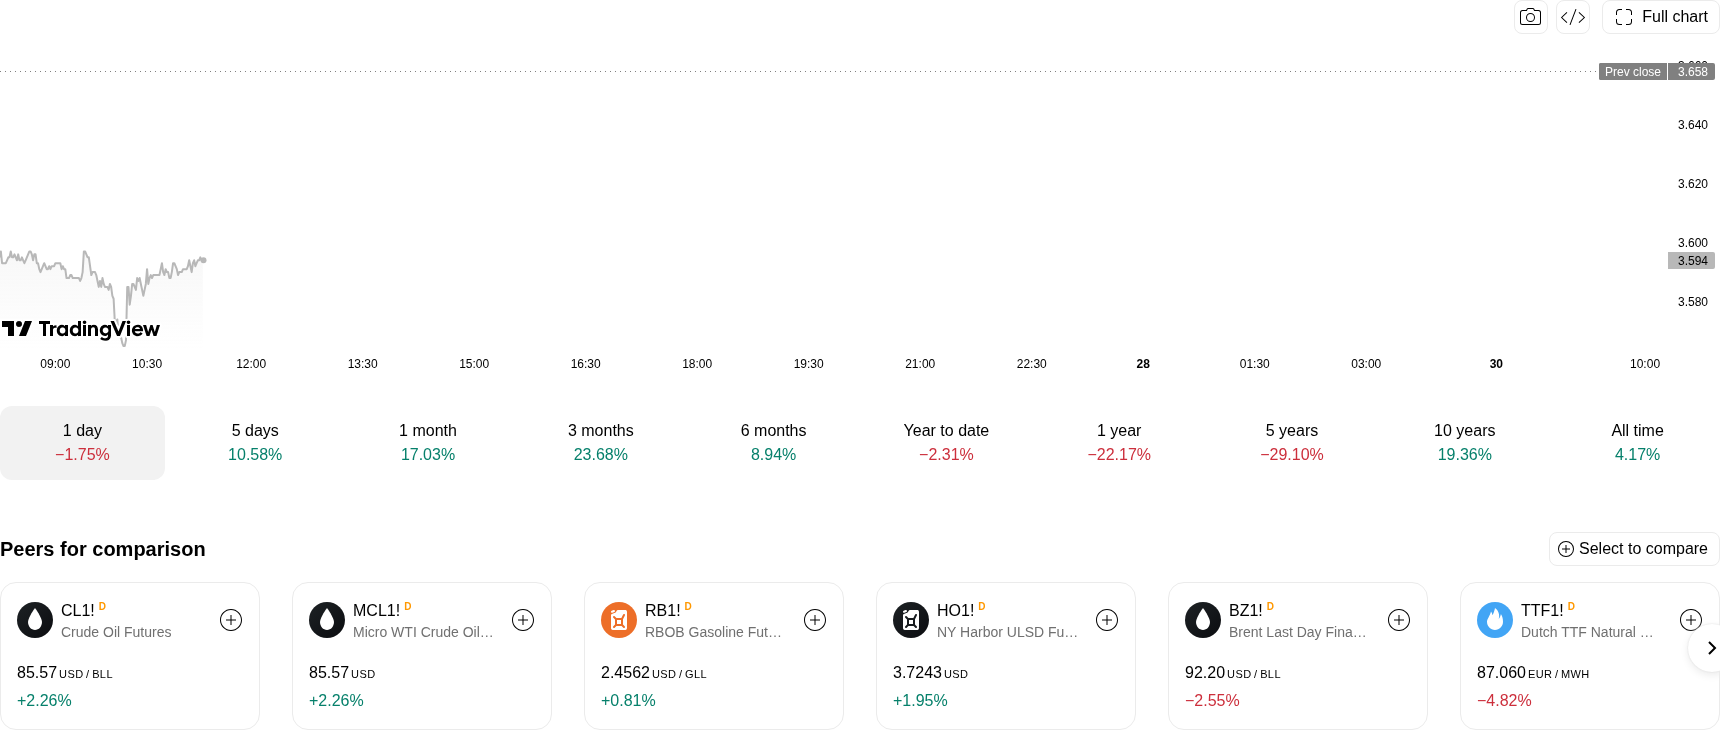 Full chart
Prev close 3.658
3.640
3.620
3.600
3.594
3.580
TradingView
09:00 10:30 12:00 13:30 15:00 16:30 18:00 19:30 21:00 22:30 28 01:30 03:00 30 10:00
1 day 5 days 1 month 3 months 6 months Year to date 1 year 5 years 10 years All time
−1.75% 10.58% 17.03% 23.68% 8.94% −2.31% −22.17% −29.10% 19.36% 4.17%
Peers for comparison
Select to compare
CL1! D
Crude Oil Futures
85.57 USD / BLL
+2.26%
MCL1! D
Micro WTI Crude Oil…
85.57 USD
+2.26%
RB1! D
RBOB Gasoline Fut…
2.4562 USD / GLL
+0.81%
HO1! D
NY Harbor ULSD Fu…
3.7243 USD
+1.95%
BZ1! D
Brent Last Day Fina…
92.20 USD / BLL
−2.55%
TTF1! D
Dutch TTF Natural …
87.060 EUR / MWH
−4.82%